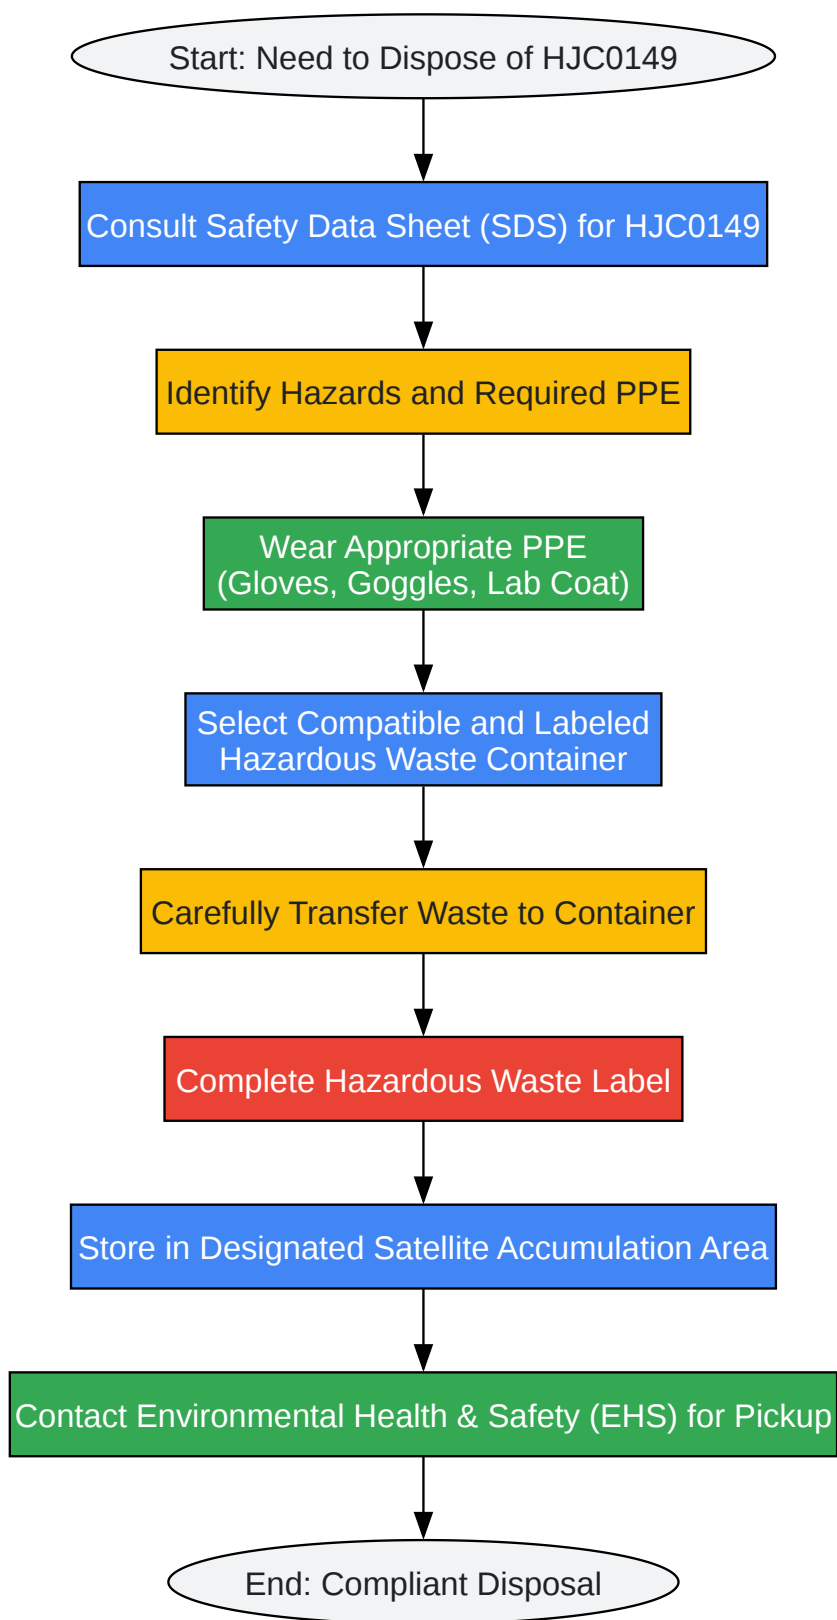 Start: Need to Dispose of HJC0149
Consult Safety Data Sheet (SDS) for HJC0149
Identify Hazards and Required PPE
Wear Appropriate PPE
(Gloves, Goggles, Lab Coat)
Select Compatible and Labeled
Hazardous Waste Container
Carefully Transfer Waste to Container
Complete Hazardous Waste Label
Store in Designated Satellite Accumulation Area
Contact Environmental Health & Safety (EHS) for Pickup
End: Compliant Disposal